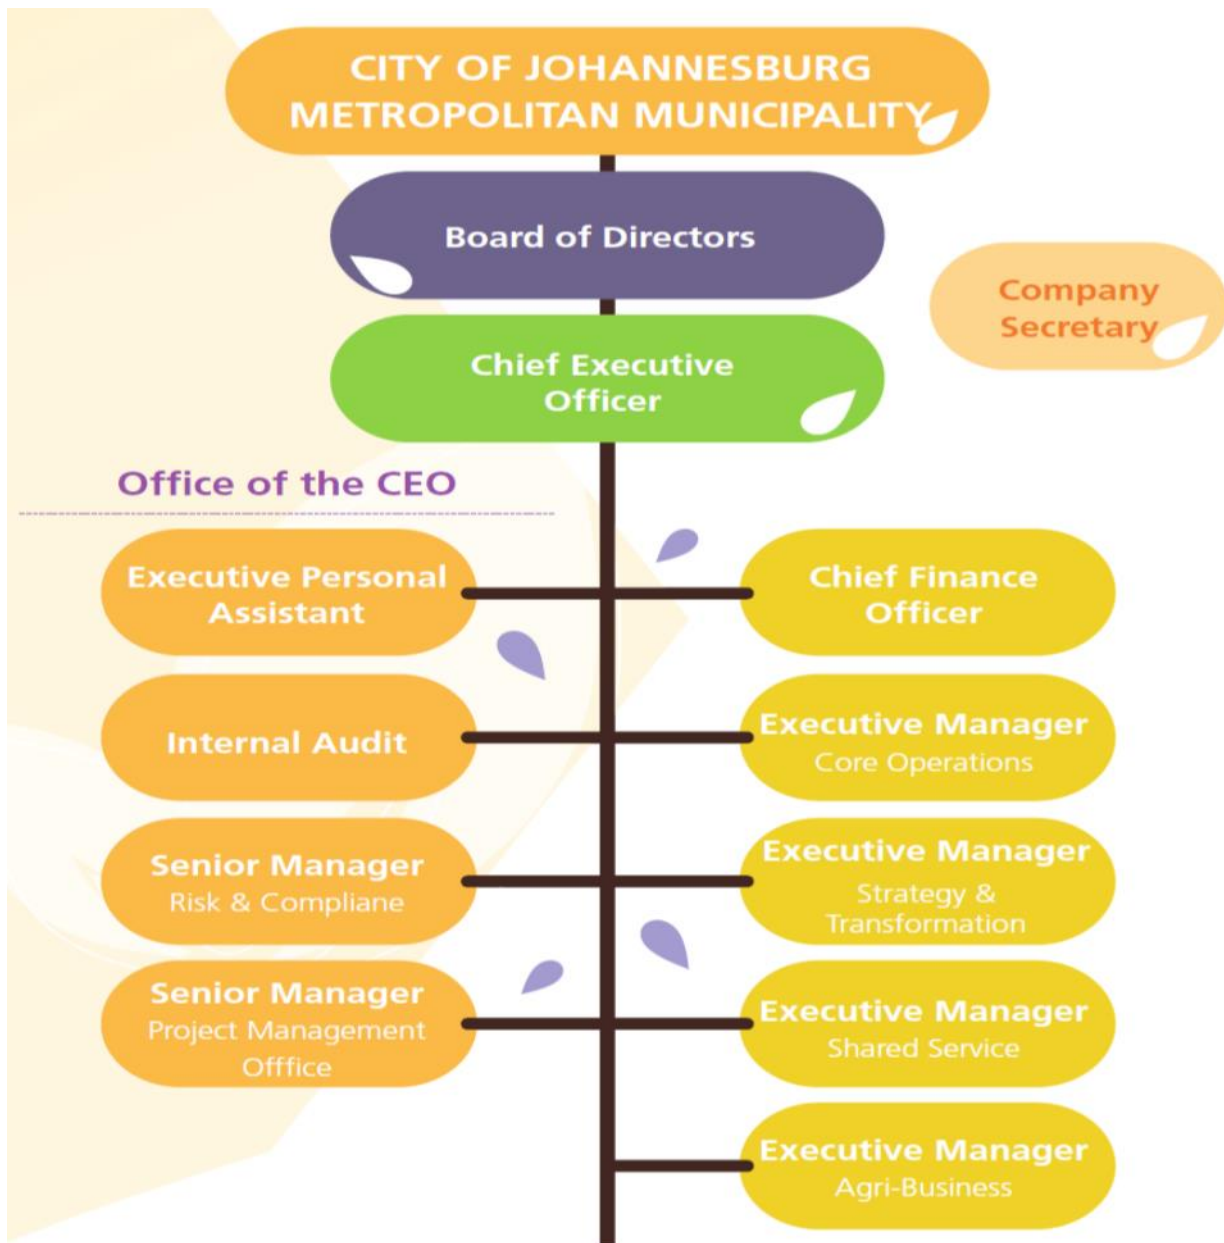 CITY OF JOHANNESBURG
METROPOLITAN MUNICIPALITY
Board of Directors
Company
Secretary
Chief Executive
Officer
Office of the CEO
Executive Personal
Assistant
Chief Finance
Officer
Internal Audit
Executive Manager
Core Operations
Senior Manager
Risk & Compliane
Executive Manager
Strategy &
Transformation
Senior Manager
Project Management
Offfice
Executive Manager
Shared Service
Executive Manager
Agri-Business